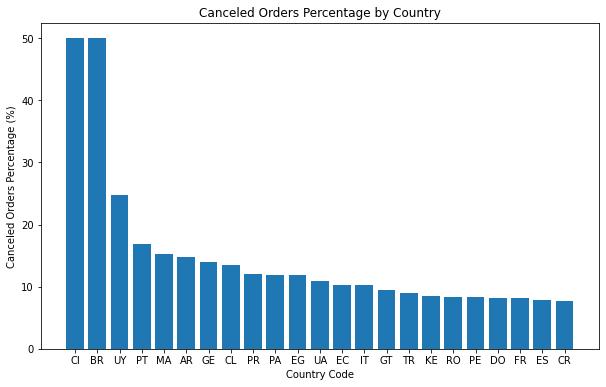 Canceled Orders Percentage by Country
Canceled Orders Percentage (%)
50
40
30
20
10
0
CI BR UY PT MA AR GE CL PR PA EG UA EC IT GT TR KE RO PE DO FR ES CR
Country Code